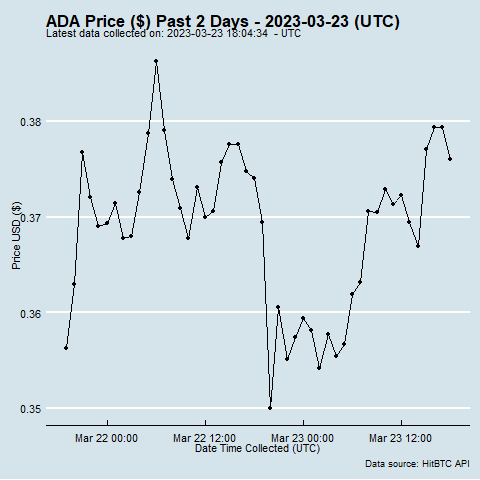 ADA Price ($) Past 2 Days - 2023-03-23 (UTC)
Latest data collected on: 2023-03-23 18:04:34 - UTC
0.38
0.37
0.36
0.35
Price USD ($)
Mar 22 00:00 Mar 22 12:00 Mar 23 00:00 Mar 23 12:00
Date Time Collected (UTC)
Data source: HitBTC API